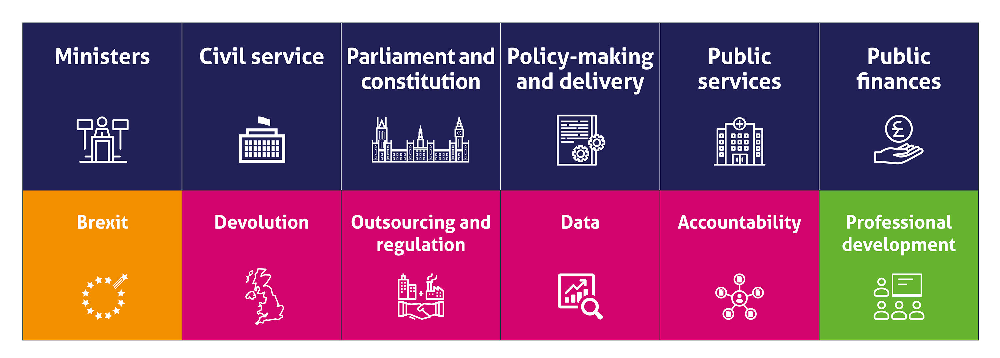 Ministers
Civil service
Parliament and
constitution
Policy-making
and delivery
Public
services
Public
finances
£
Brexit
Devolution
Outsourcing and
regulation
Data
Accountability
Professional
development